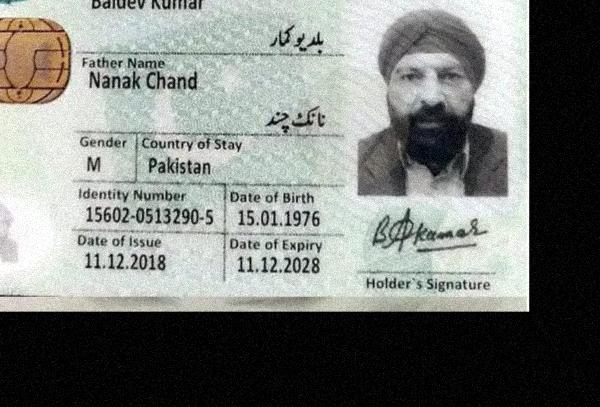 Baldev Kumar
بلدیو کمار
Father Name
Nanak Chand
نانک چند
Gender Country of Stay
M Pakistan
Identity Number Date of Birth
15602-0513290-5 15.01.1976
Date of Issue Date of Expiry
11.12.2018 11.12.2028
B. A. kumar
Holder`s Signature